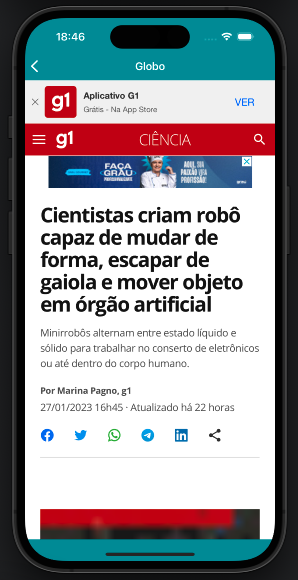 18:46
Globo
g1
Aplicativo G1
Grátis - Na App Store
VER
g1
CIÊNCIA
FAÇA
GRAU
AQUI, SUA
PAIXÃO VIRA
PROFISSÃO!
Cientistas criam robô
capaz de mudar de
forma, escapar de
gaiola e mover objeto
em órgão artificial
Minirrobôs alternam entre estado líquido e
sólido para trabalhar no conserto de eletrônicos
ou até dentro do corpo humano.
Por Marina Pagno, g1
27/01/2023 16h45 · Atualizado há 22 horas